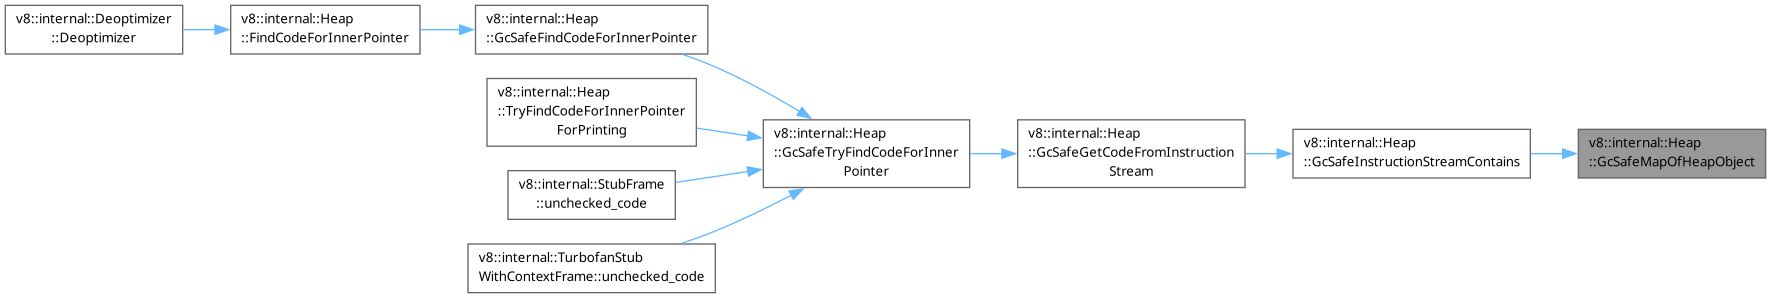 v8::internal::Deoptimizer
::Deoptimizer
v8::internal::Heap
::FindCodeForInnerPointer
v8::internal::Heap
::GcSafeFindCodeForInnerPointer
v8::internal::Heap
::TryFindCodeForInnerPointer
ForPrinting
v8::internal::StubFrame
::unchecked_code
v8::internal::TurbofanStub
WithContextFrame::unchecked_code
v8::internal::Heap
::GcSafeTryFindCodeForInner
Pointer
v8::internal::Heap
::GcSafeGetCodeFromInstruction
Stream
v8::internal::Heap
::GcSafeInstructionStreamContains
v8::internal::Heap
::GcSafeMapOfHeapObject